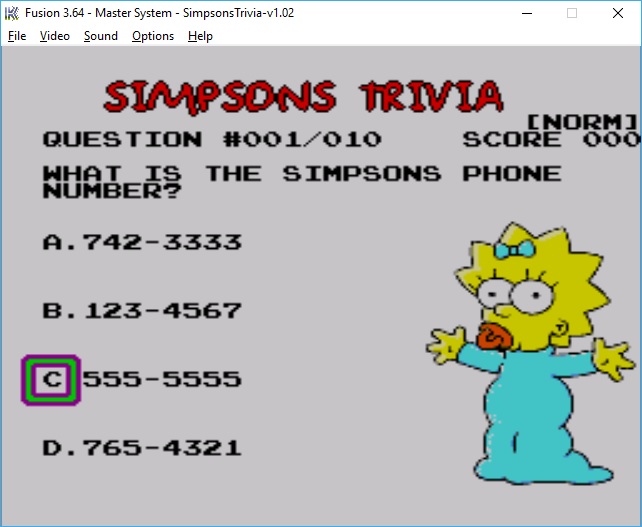 Fusion 3.64 - Master System - SimpsonsTrivia-v1.02
File Video Sound Options Help
SIMPSONS TRIVIA
[NORM]
QUESTION #001/010 SCORE 000
WHAT IS THE SIMPSONS PHONE
NUMBER?
A.742-3333
B.123-4567
C 555-5555
D.765-4321